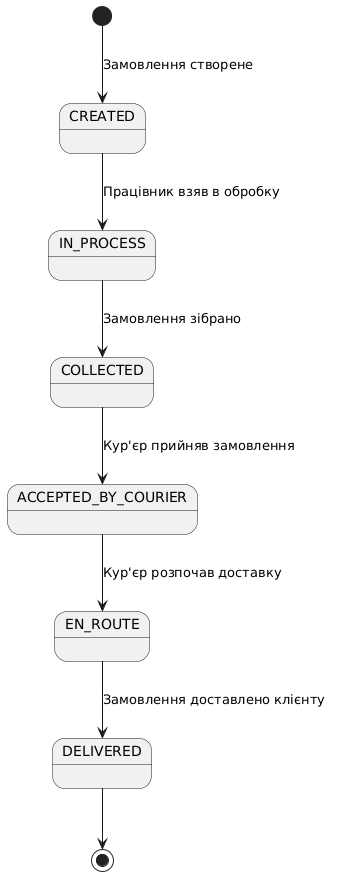 Замовлення створене
CREATED
Працівник взяв в обробку
IN_PROCESS
Замовлення зібрано
COLLECTED
Кур'єр прийняв замовлення
ACCEPTED_BY_COURIER
Кур'єр розпочав доставку
EN_ROUTE
Замовлення доставлено клієнту
DELIVERED